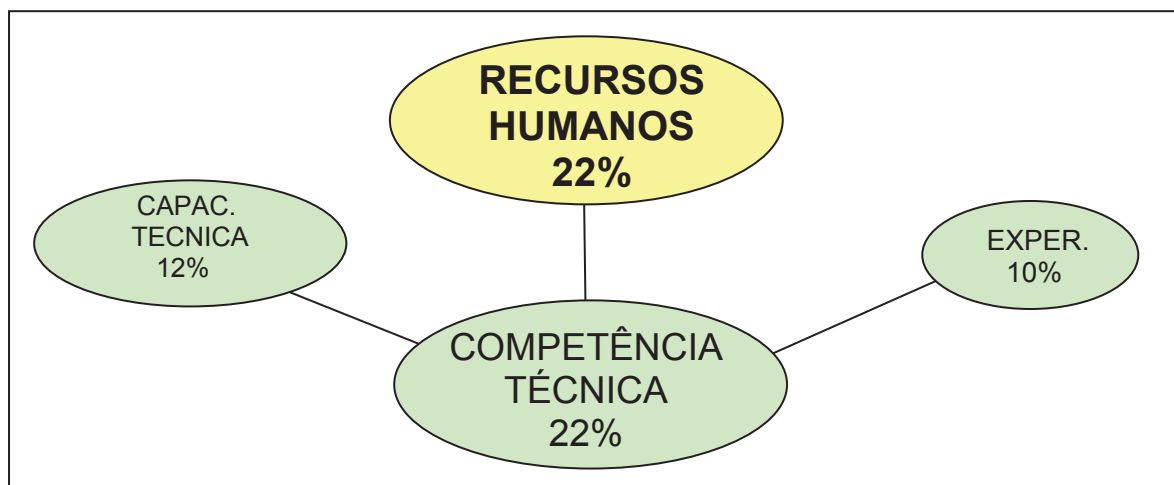 RECURSOS
HUMANOS
22%
CAPAC.
TECNICA
12%
EXPER.
10%
COMPETÊNCIA
TÉCNICA
22%